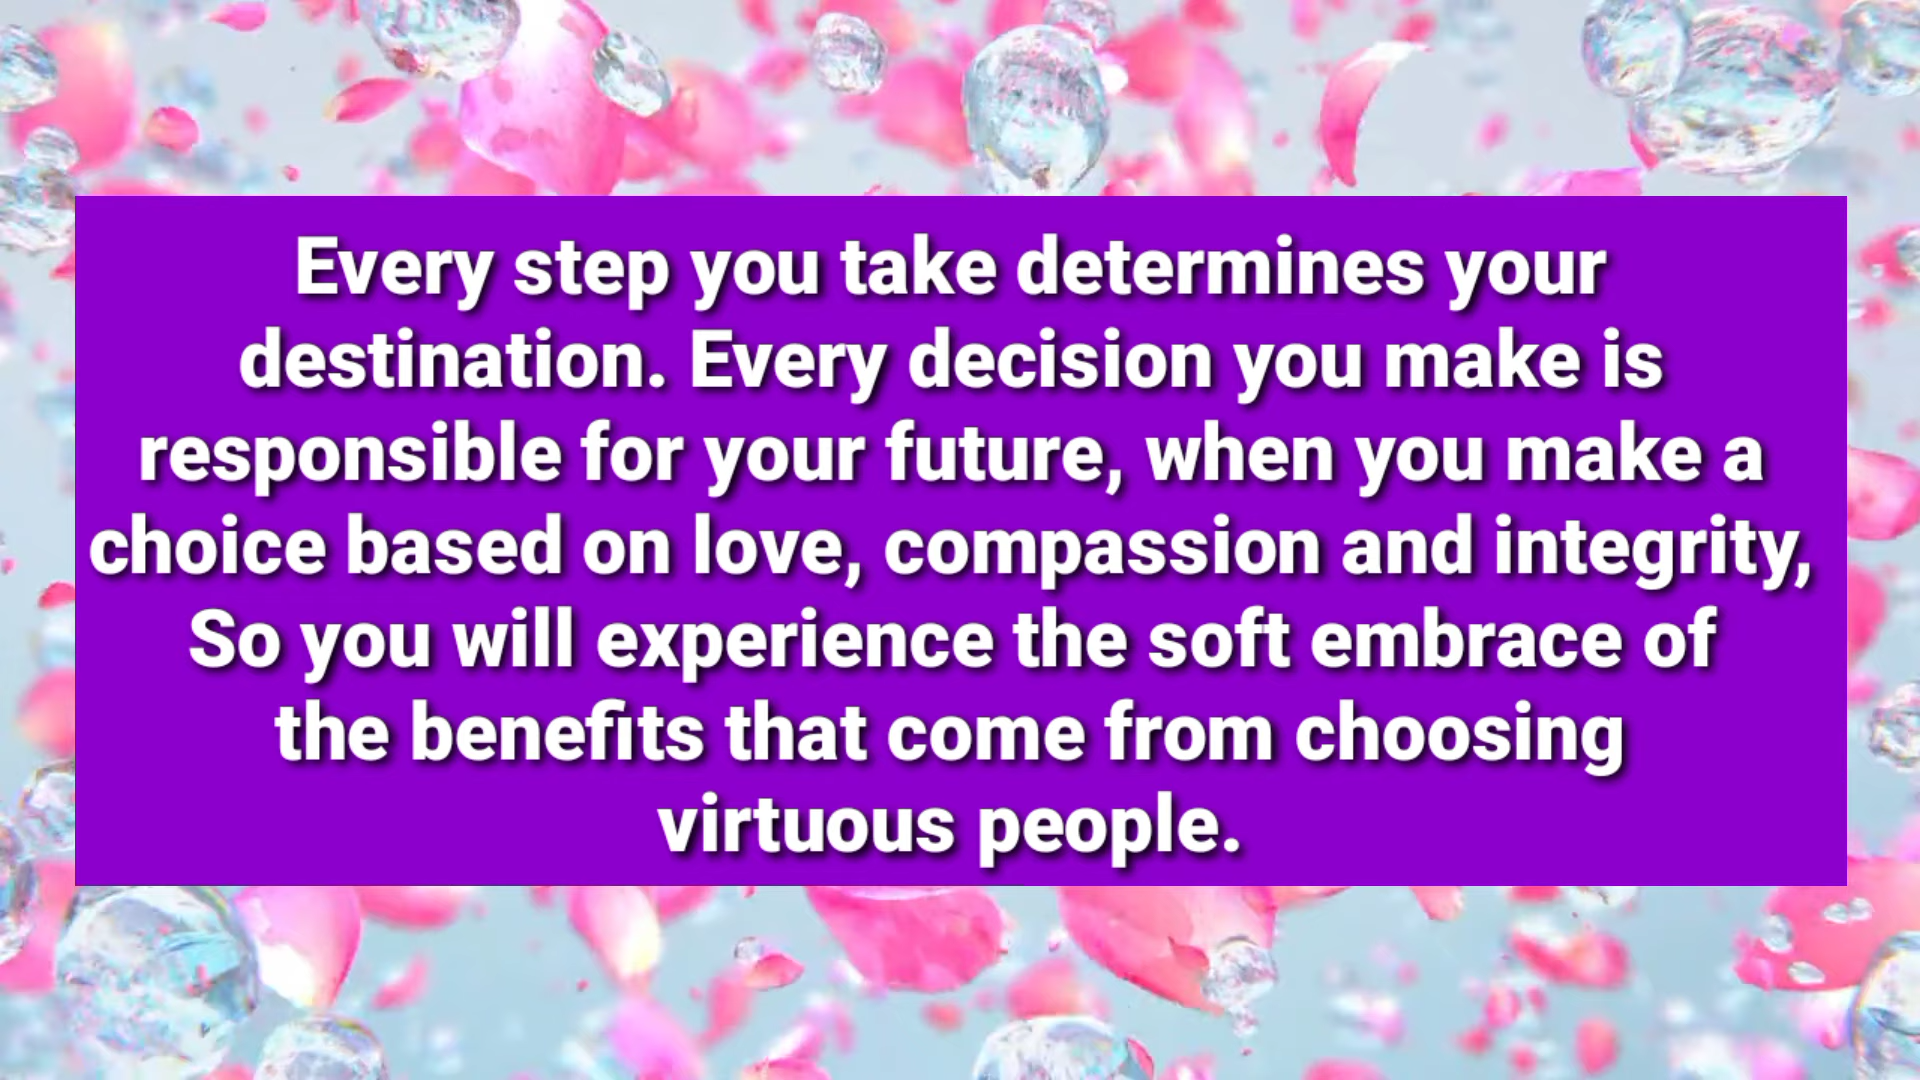 Every step you take determines your
destination. Every decision you make is
responsible for your future, when you make a
choice based on love, compassion and integrity,
So you will experience the soft embrace of
the benefits that come from choosing
virtuous people.